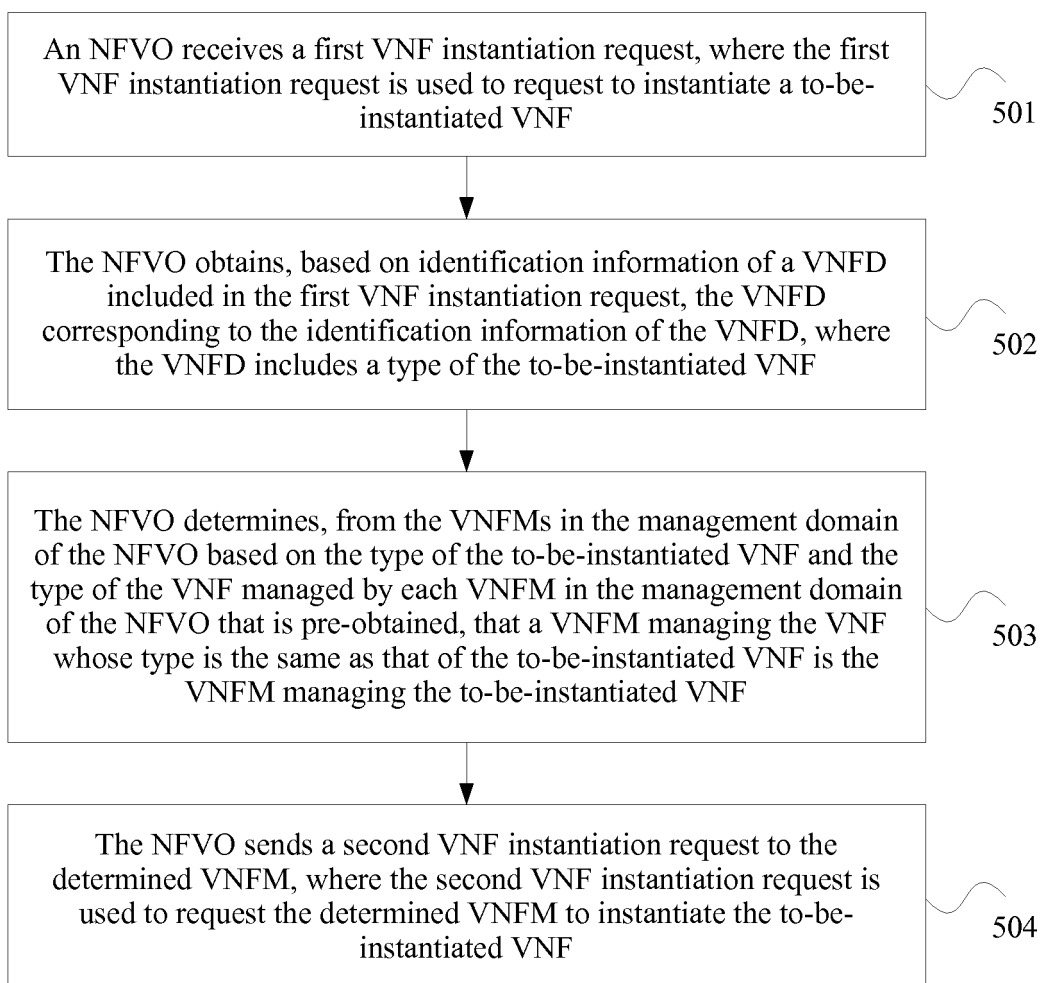 An NFVO receives a first VNF instantiation request, where the first
VNF instantiation request is used to request to instantiate a to-be-
instantiated VNF
501
The NFVO obtains, based on identification information of a VNFD
included in the first VNF instantiation request, the VNFD
corresponding to the identification information of the VNFD, where
the VNFD includes a type of the to-be-instantiated VNF
502
The NFVO determines, from the VNFMs in the management domain
of the NFVO based on the type of the to-be-instantiated VNF and the
type of the VNF managed by each VNFM in the management domain
of the NFVO that is pre-obtained, that a VNFM managing the VNF
whose type is the same as that of the to-be-instantiated VNF is the
VNFM managing the to-be-instantiated VNF
503
The NFVO sends a second VNF instantiation request to the
determined VNFM, where the second VNF instantiation request is
used to request the determined VNFM to instantiate the to-be-
instantiated VNF
504